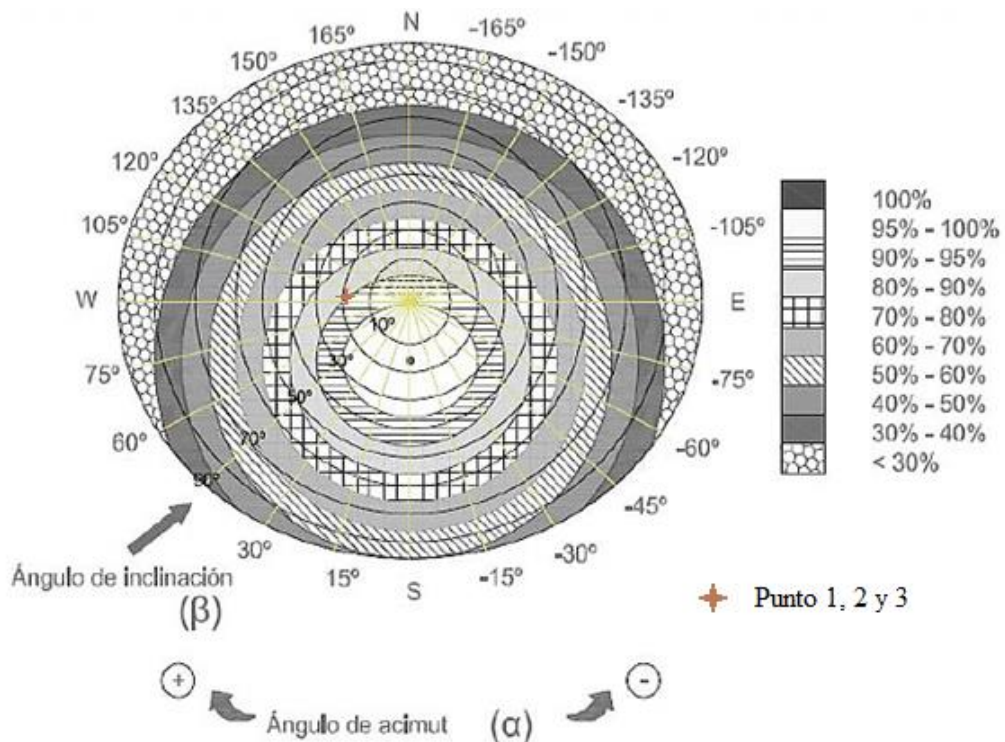 N
165º
-165º
150º
-150º
135º
-135º
120º
-120º
105º
-105º
W
E
75º
-75º
60º
-60º
-45º
30º
-30º
15º
-15º
S
10º
30º
50º
70º
90º
100%
95% - 100%
90% - 95%
80% - 90%
70% - 80%
60% - 70%
50% - 60%
40% - 50%
30% - 40%
< 30%
Ángulo de inclinación
(β)
Punto 1, 2 y 3
+
-
Ángulo de acimut (α)